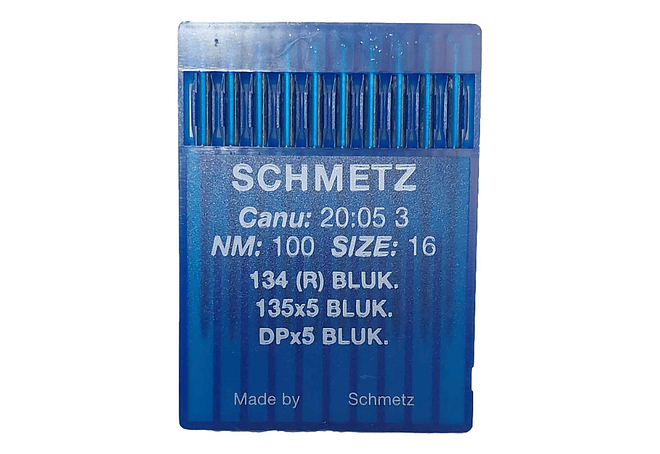 SCHMETZ
Canu: 20:05 3
NM: 100 SIZE: 16
134 (R) BLUK.
135x5 BLUK.
DPx5 BLUK.
Made by Schmetz